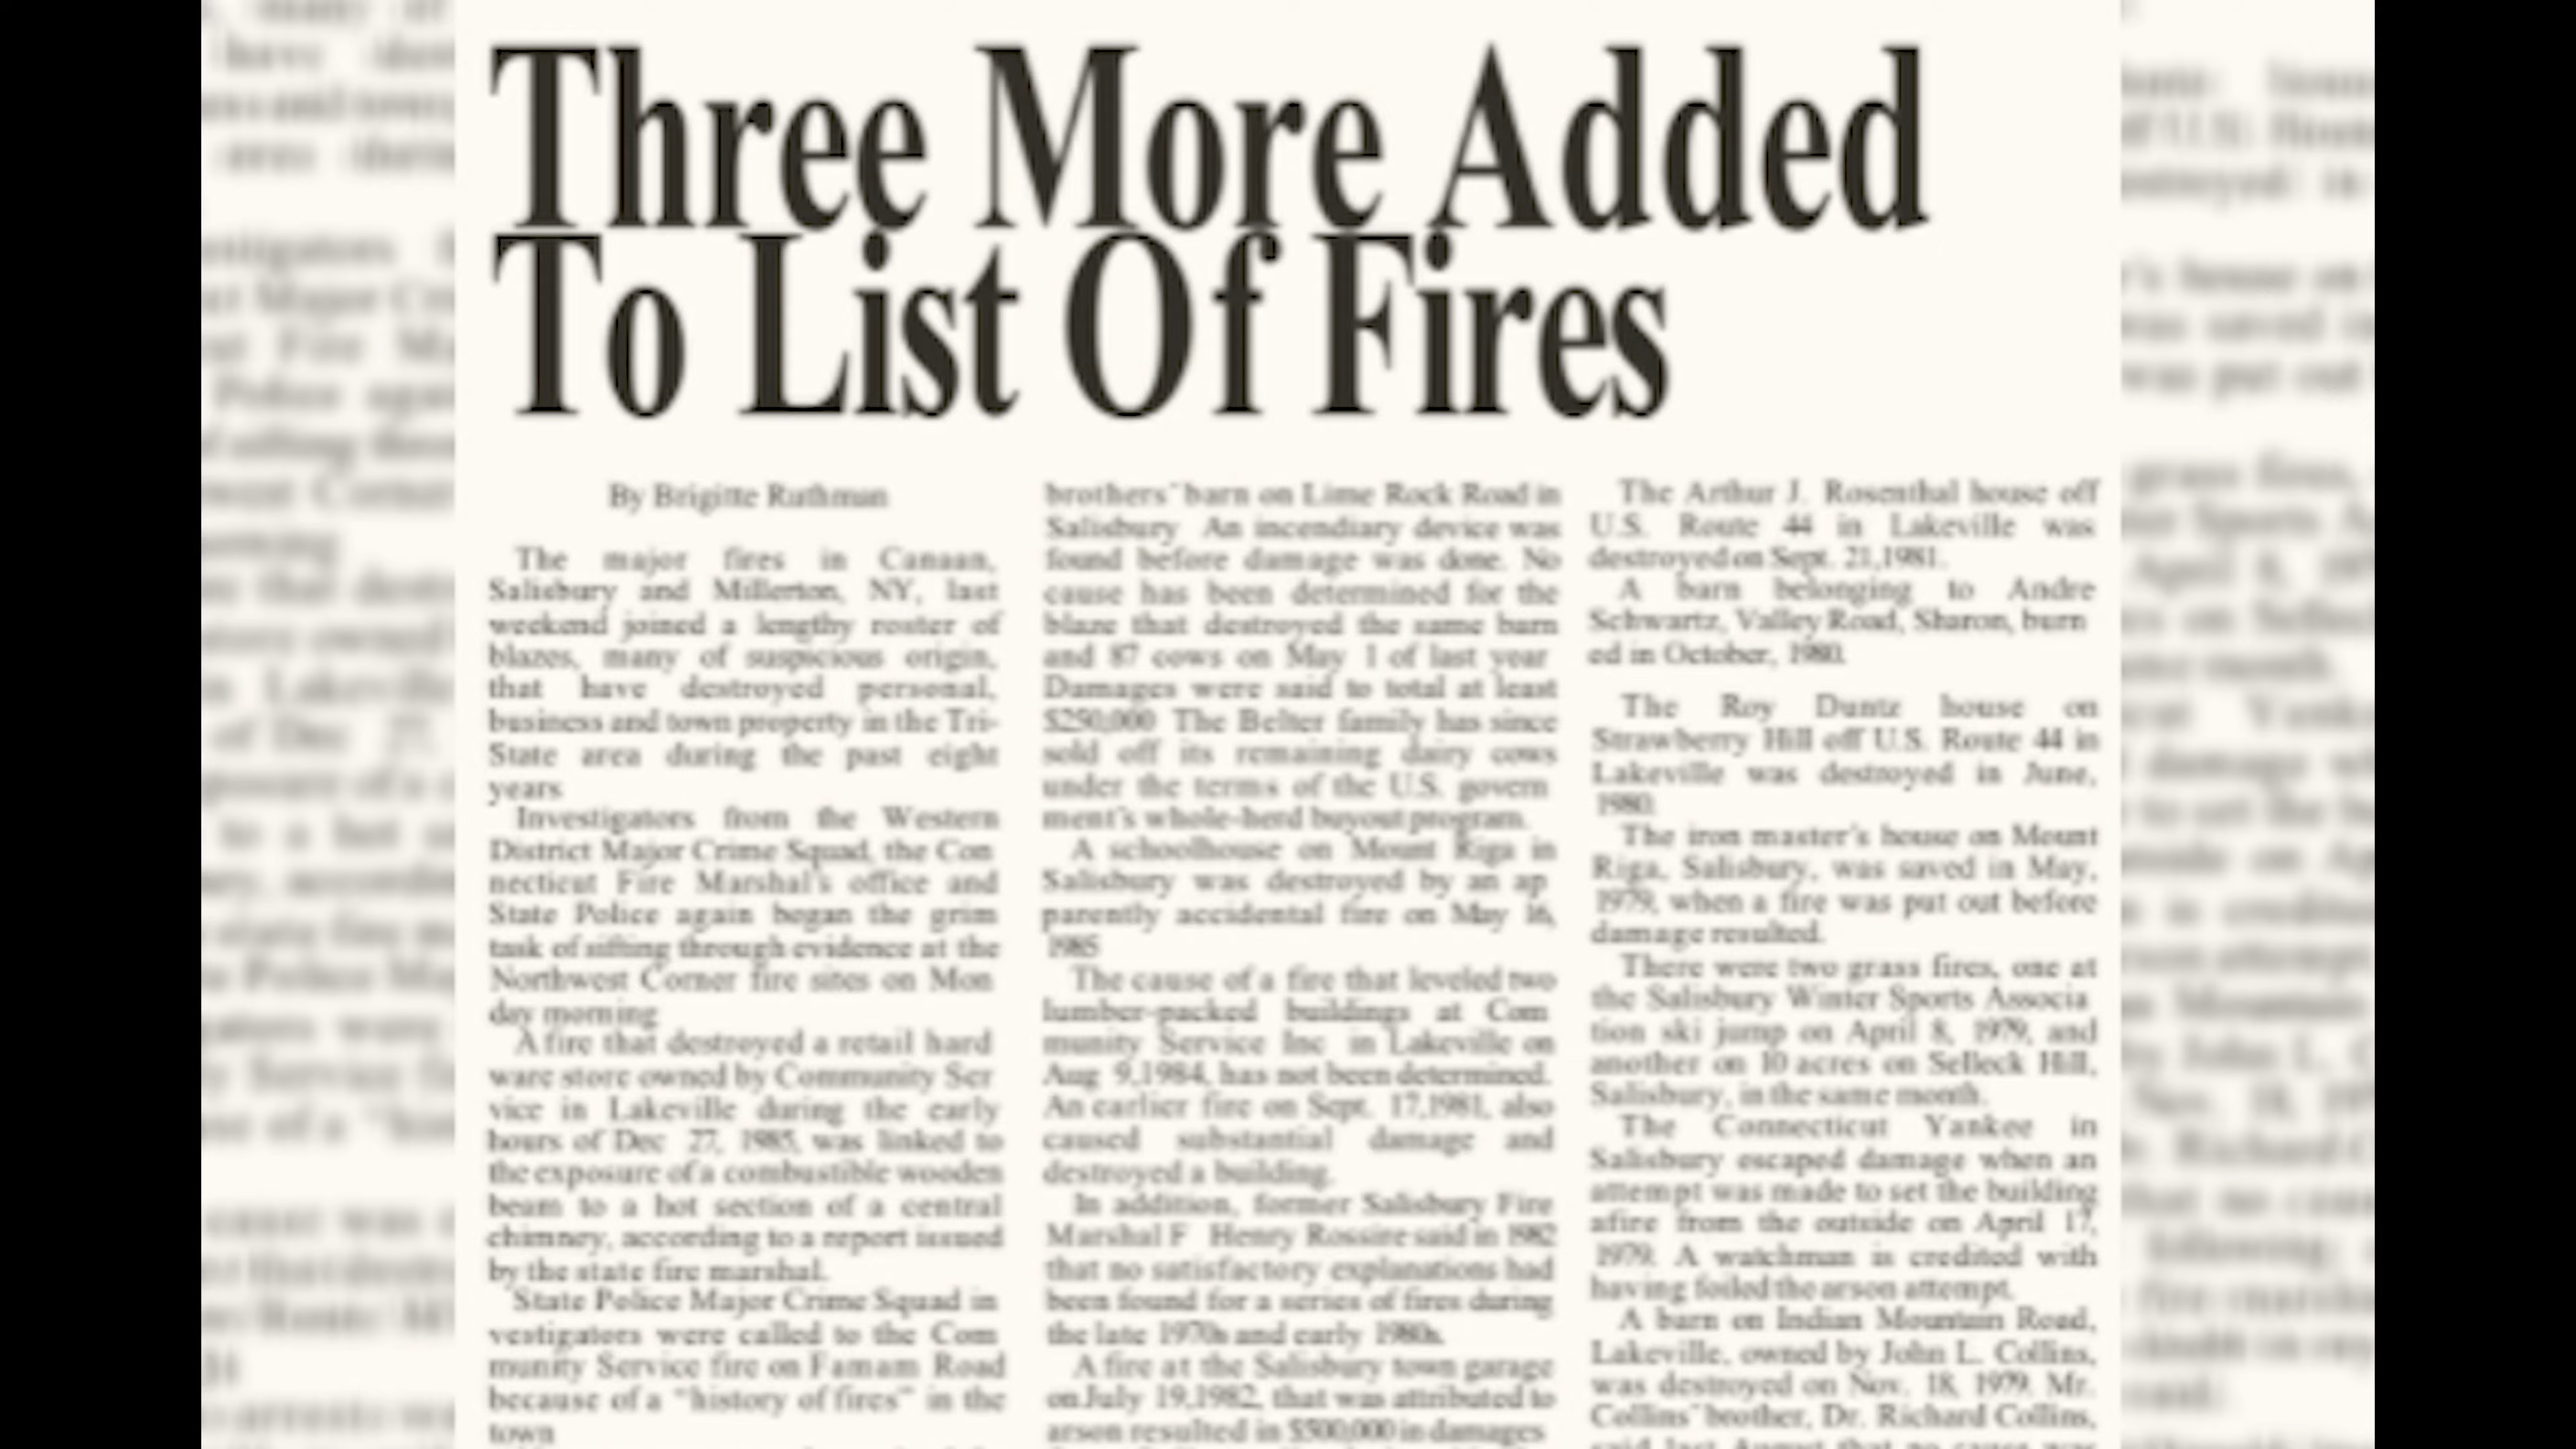 Three More Added
To List Of Fires
By Brigitte Ruthman
The major fires in Canaan,
Salisbury and Millerton, NY, last
weekend joined a lengthy roster of
blazes, many of suspicious origin,
that have destroyed personal,
business and town property in the Tri-
State area during the past eight
years
Investigators from the Western
District Major Crime Squad, the Con
necticut Fire Marshal's office and
State Police again began the grim
task of sifting through evidence at the
Northwest Corner fire sites on Mon
day morning
A fire that destroyed a retail hard
ware store owned by Community Ser
vice in Lakeville during the early
hours of Dec 27, 1985, was linked to
the exposure of a combustible wooden
beam to a hot section of a central
chimney, according to a report issued
by the state fire marshal.
State Police Major Crime Squad in
vestigators were called to the Com
munity Service fire on Farnam Road
because of a "history of fires" in the
town
brothers' barn on Lime Rock Road in
Salisbury An incendiary device was
found before damage was done. No
cause has been determined for the
blaze that destroyed the same barn
and 87 cows on May 1 of last year
Damages were said to total at least
$250,000 The Belter family has since
sold off its remaining dairy cows
under the terms of the U.S. govern
ment's whole-herd buyout program.
A schoolhouse on Mount Riga in
Salisbury was destroyed by an ap
parently accidental fire on May 16,
1985
The cause of a fire that leveled two
lumber-packed buildings at Com
munity Service Inc in Lakeville on
Aug 9,1984, has not been determined.
An earlier fire on Sept. 17,1981, also
caused substantial damage and
destroyed a building.
In addition, former Salisbury Fire
Marshal F Henry Rossire said in 1982
that no satisfactory explanations had
been found for a series of fires during
the late 1970s and early 1980s.
A fire at the Salisbury town garage
on July 19,1982, that was attributed to
arson resulted in $500,000 in damages
The Arthur J. Rosenthal house off
U.S. Route 44 in Lakeville was
destroyed on Sept. 21,1981.
A barn belonging to Andre
Schwartz, Valley Road, Sharon, burn
ed in October, 1980.
The Roy Duntz house on
Strawberry Hill off U.S. Route 44 in
Lakeville was destroyed in June,
1980.
The iron master's house on Mount
Riga, Salisbury, was saved in May,
1979, when a fire was put out before
damage resulted.
There were two grass fires, one at
the Salisbury Winter Sports Associa
tion ski jump on April 8, 1979, and
another on 10 acres on Selleck Hill,
Salisbury, in the same month.
The Connecticut Yankee in
Salisbury escaped damage when an
attempt was made to set the building
afire from the outside on April 17,
1979. A watchman is credited with
having foiled the arson attempt.
A barn on Indian Mountain Road,
Lakeville, owned by John L. Collins,
was destroyed on Nov. 18, 1979. Mr.
Collins' brother, Dr. Richard Collins,
said last August that no cause was